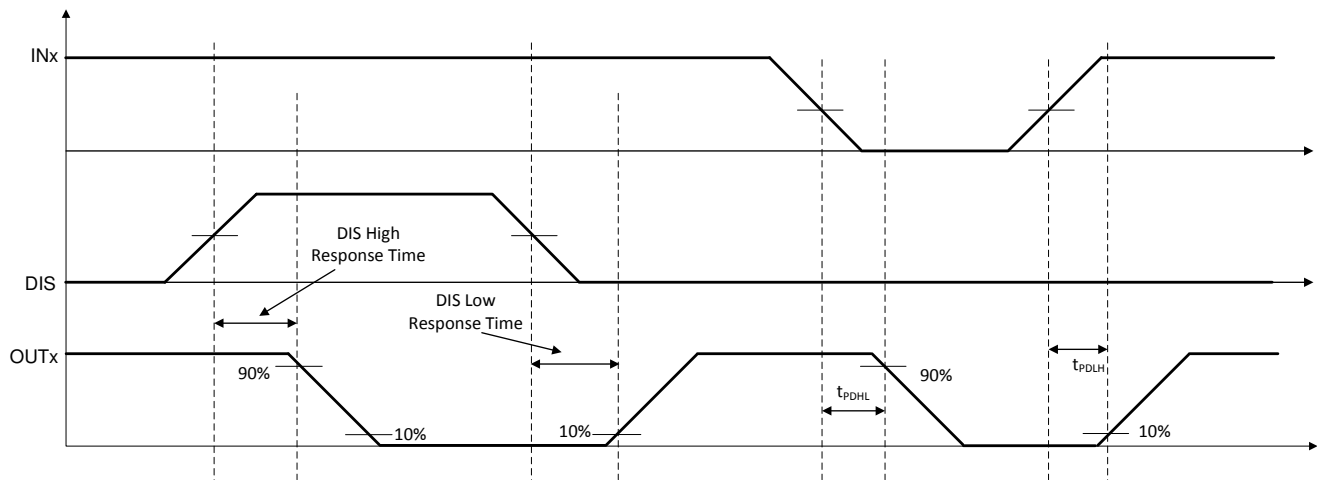 INx
DIS High
Response Time
DIS
DIS Low
Response Time
OUTx
90%
10%
10%
tPDHL
90%
tPDLH
10%